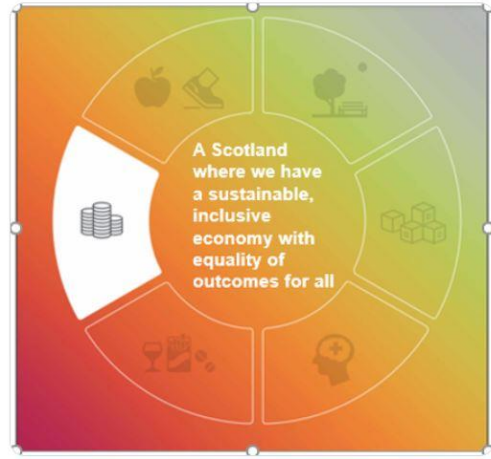 A Scotland
where we have
a sustainable,
inclusive
economy with
equality of
outcomes for all